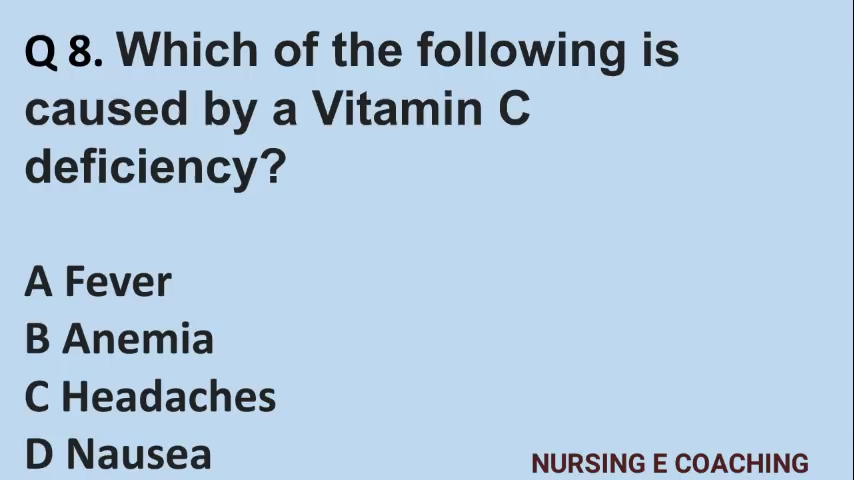 Q 8. Which of the following is
caused by a Vitamin C
deficiency?
A Fever
B Anemia
C Headaches
D Nausea
NURSING E COACHING